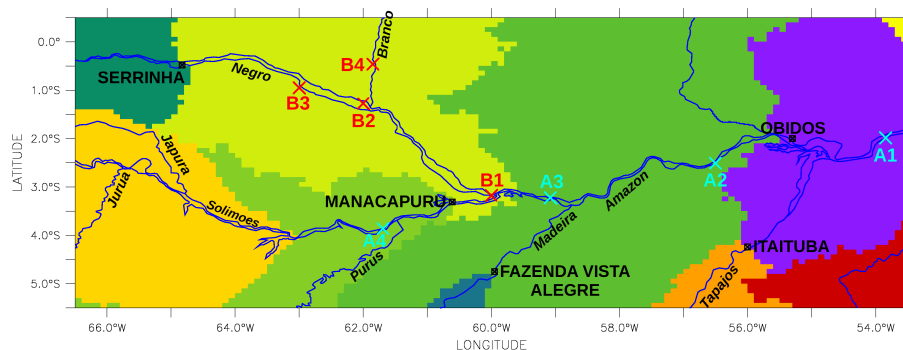 0.0°
1.0°S
2.0°S
3.0°S
4.0°S
5.0°S
LATITUDE
66.0°W
64.0°W
62.0°W
60.0°W
58.0°W
56.0°W
54.0°W
LONGITUDE
Branco
SERRINHA
Negro
B4
B3
B2
OBIDOS
A1
Japura
Jurua
Solimoes
MANACAPURU
B1
A3
A2
Amazon
A4
Purus
Madeira
ITAITUBA
FAZENDA VISTA
ALEGRE
Tapajos